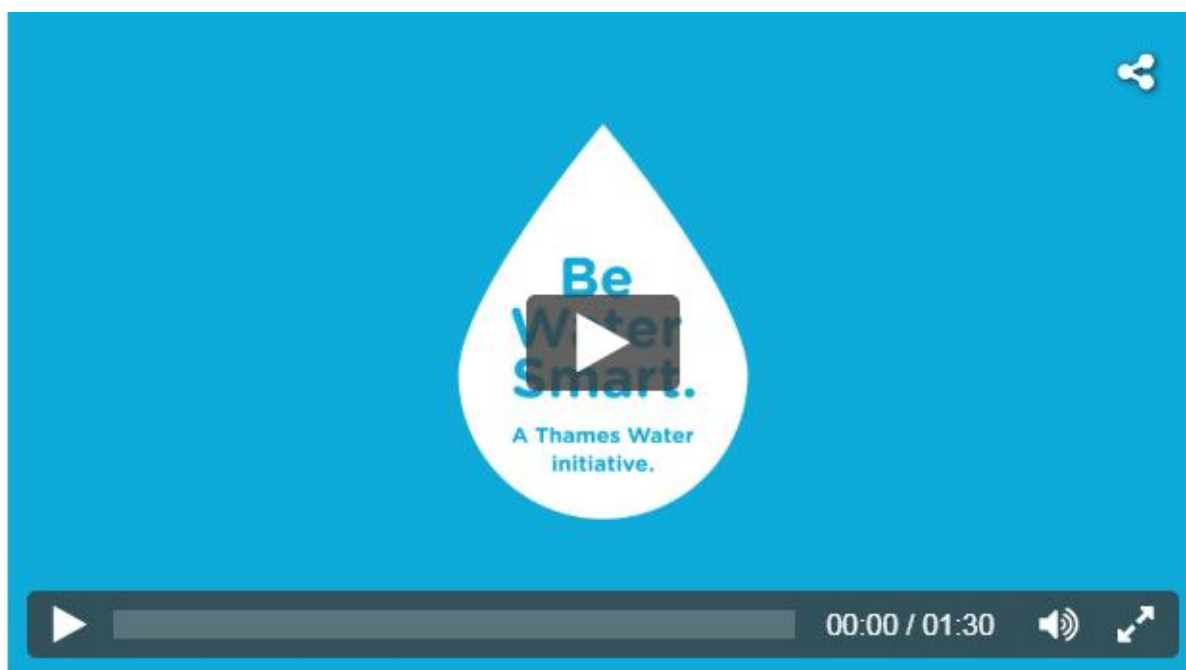 Be
Water
Smart.
A Thames Water
initiative.
00:00 / 01:30